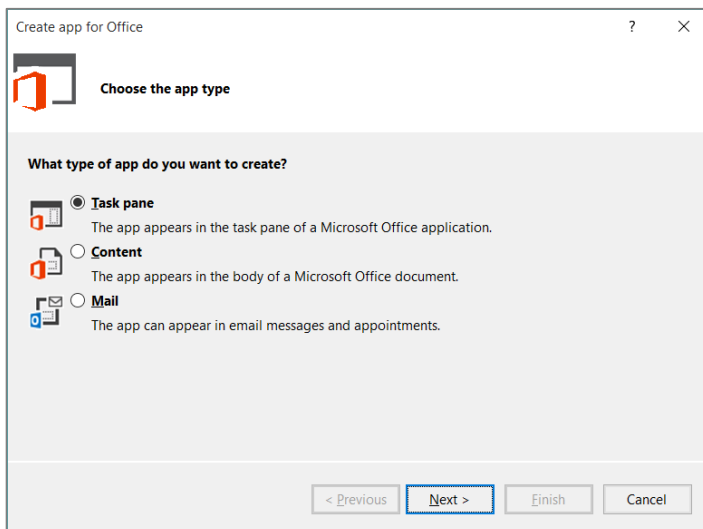 Create app for Office ?
Choose the app type
What type of app do you want to create?
Task pane
The app appears in the task pane of a Microsoft Office application.
Content
The app appears in the body of a Microsoft Office document.
Mail
The app can appear in email messages and appointments.
< Previous Next > Finish Cancel